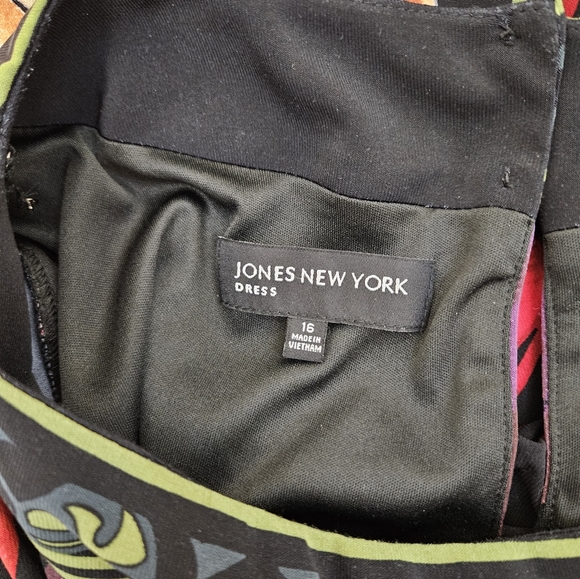 JONES NEW YORK
DRESS
16
MADE IN
VIETNAM